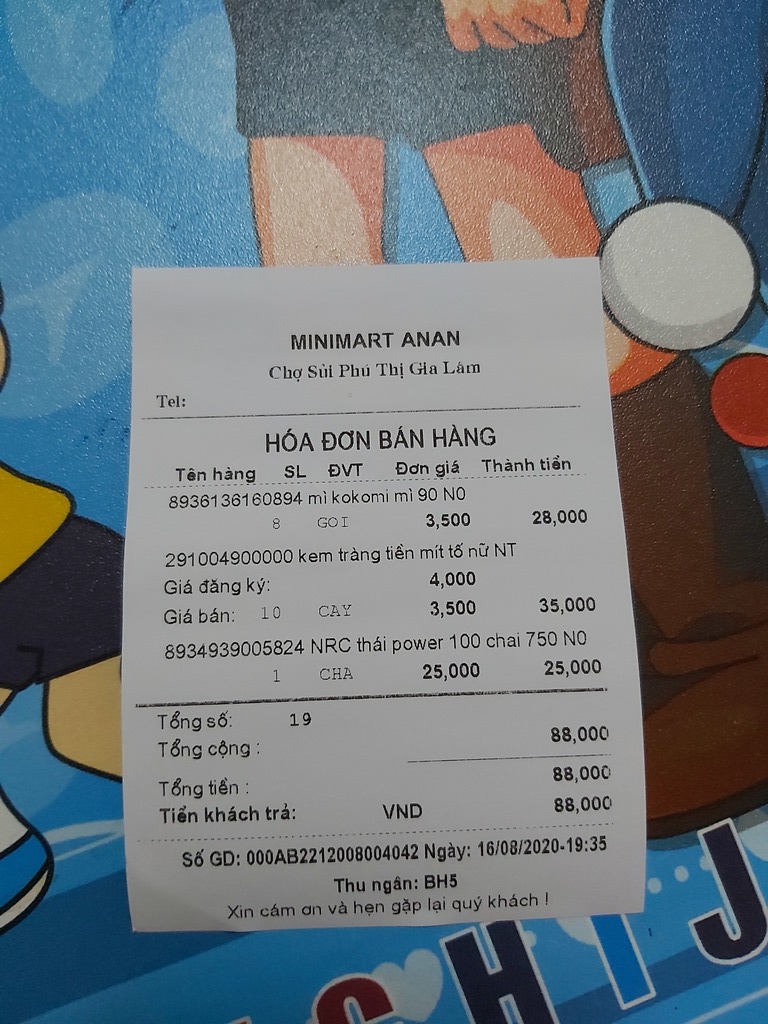 MINIMART ANAN
Chợ Sủi Phú Thị Gia Lâm
Tel:
HÓA ĐƠN BÁN HÀNG
Tên hàng SL ĐVT Đơn giá Thành tiền
8936136160894 mì kokomi mì 90 N0
8 GOI 3,500 28,000
291004900000 kem tràng tiền mít tố nữ NT
Giá đăng ký: 4,000
Giá bán: 10 CAY 3,500 35,000
8934939005824 NRC thái power 100 chai 750 N0
1 CHA 25,000 25,000
Tổng số: 19
Tổng cộng : 88,000
Tổng tiền : 88,000
Tiền khách trả: VND 88,000
Số GD: 000AB2212008004042 Ngày: 16/08/2020-19:35
Thu ngân: BH5
Xin cám ơn và hẹn gặp lại quý khách !
G H I J